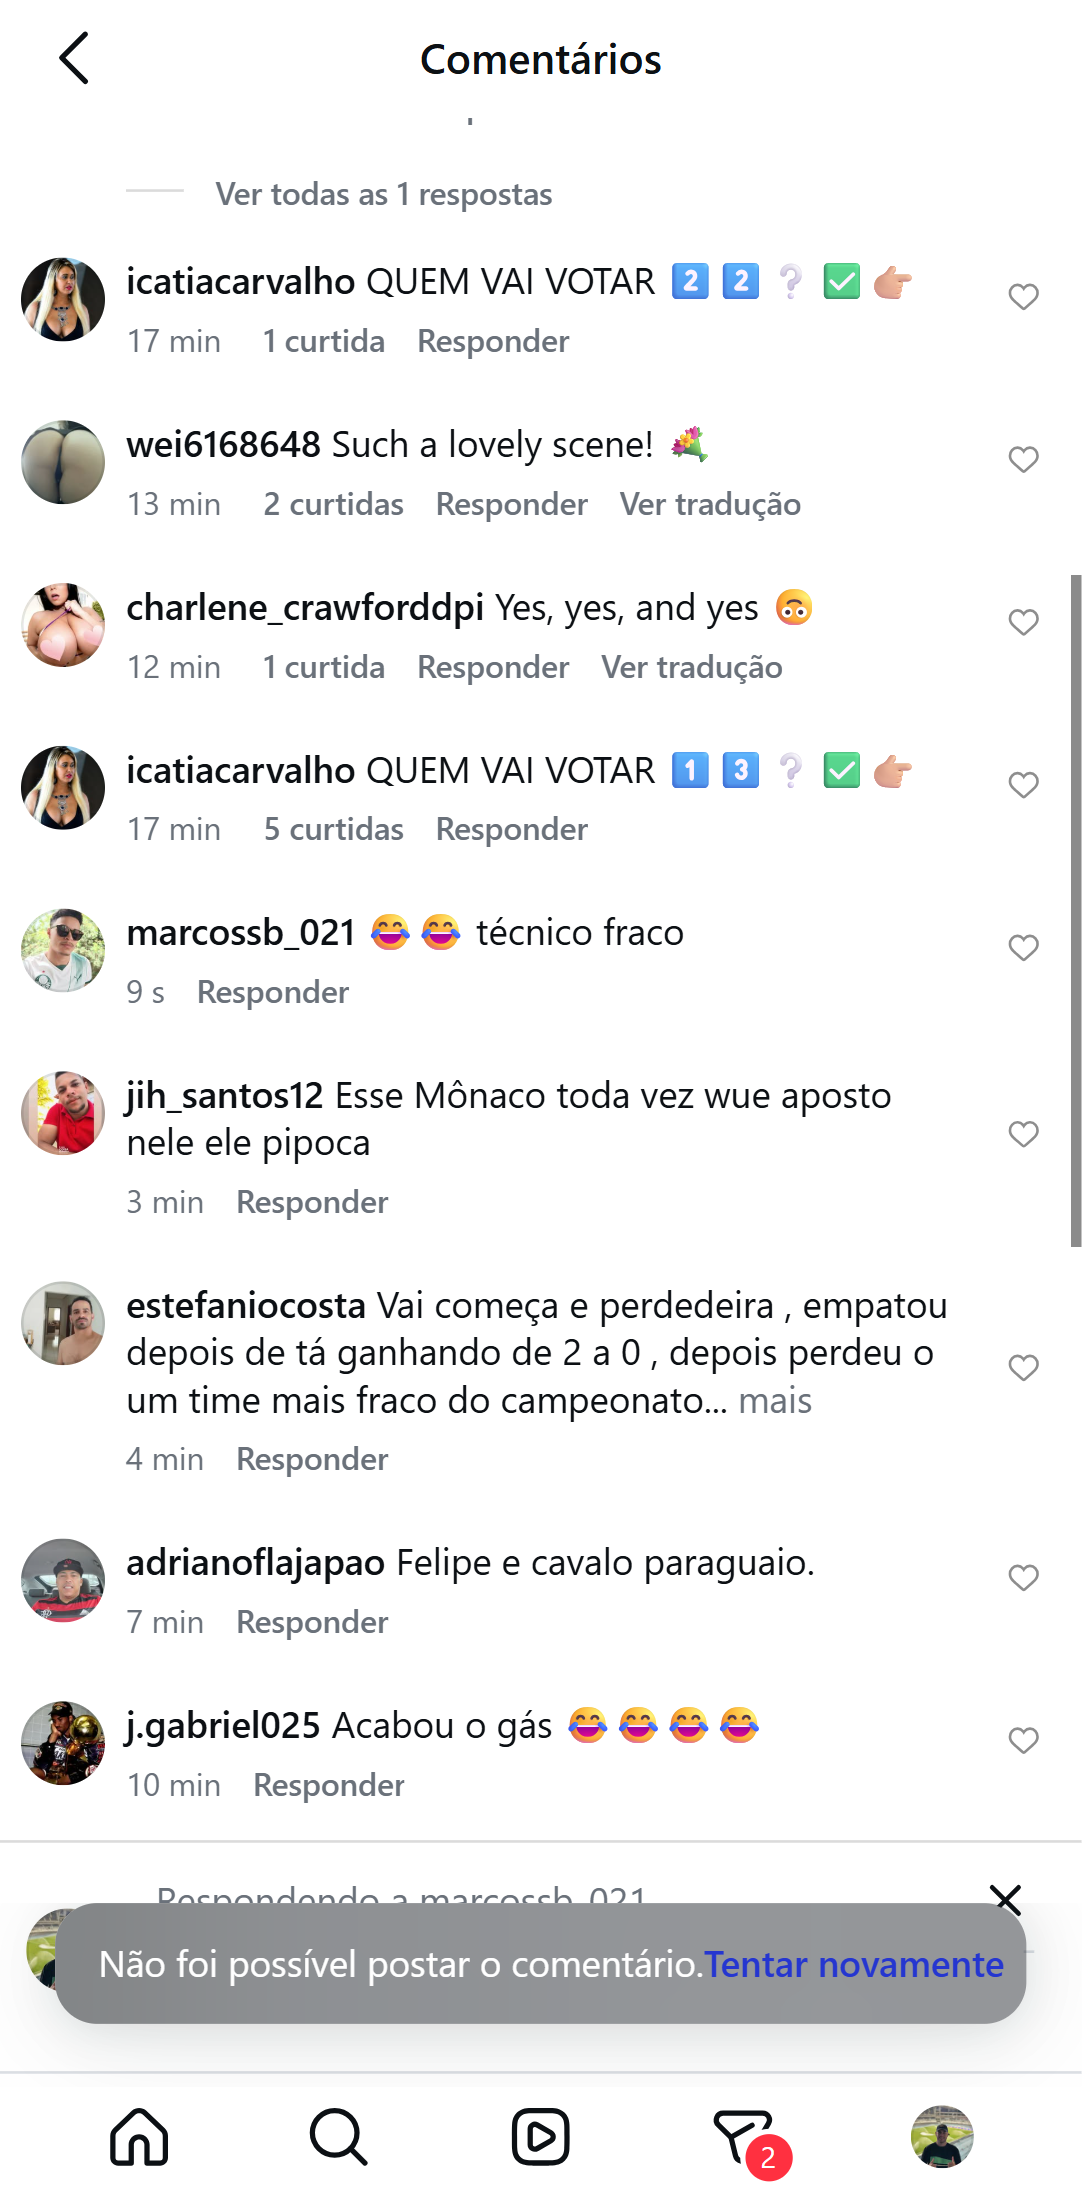 Comentários
Ver todas as 1 respostas
icatiacarvalho QUEM VAI VOTAR 2️⃣ 2️⃣ ❔ ✅ 👉🏼
17 min 1 curtida Responder
wei6168648 Such a lovely scene! 💐
13 min 2 curtidas Responder Ver tradução
charlene_crawforddpi Yes, yes, and yes 🙃
12 min 1 curtida Responder Ver tradução
icatiacarvalho QUEM VAI VOTAR 1️⃣ 3️⃣ ❔ ✅ 👉🏼
17 min 5 curtidas Responder
marcossb_021 😂😂 técnico fraco
9 s Responder
jih_santos12 Esse Mônaco toda vez wue aposto
nele ele pipoca
3 min Responder
estefaniocosta Vai começa e perdedeira , empatou
depois de tá ganhando de 2 a 0 , depois perdeu o
um time mais fraco do campeonato... mais
4 min Responder
adrianoflajapao Felipe e cavalo paraguaio.
7 min Responder
j.gabriel025 Acabou o gás 😂😂😂😂
10 min Responder
Respondendo a marcossb_021
Não foi possível postar o comentário.Tentar novamente
2